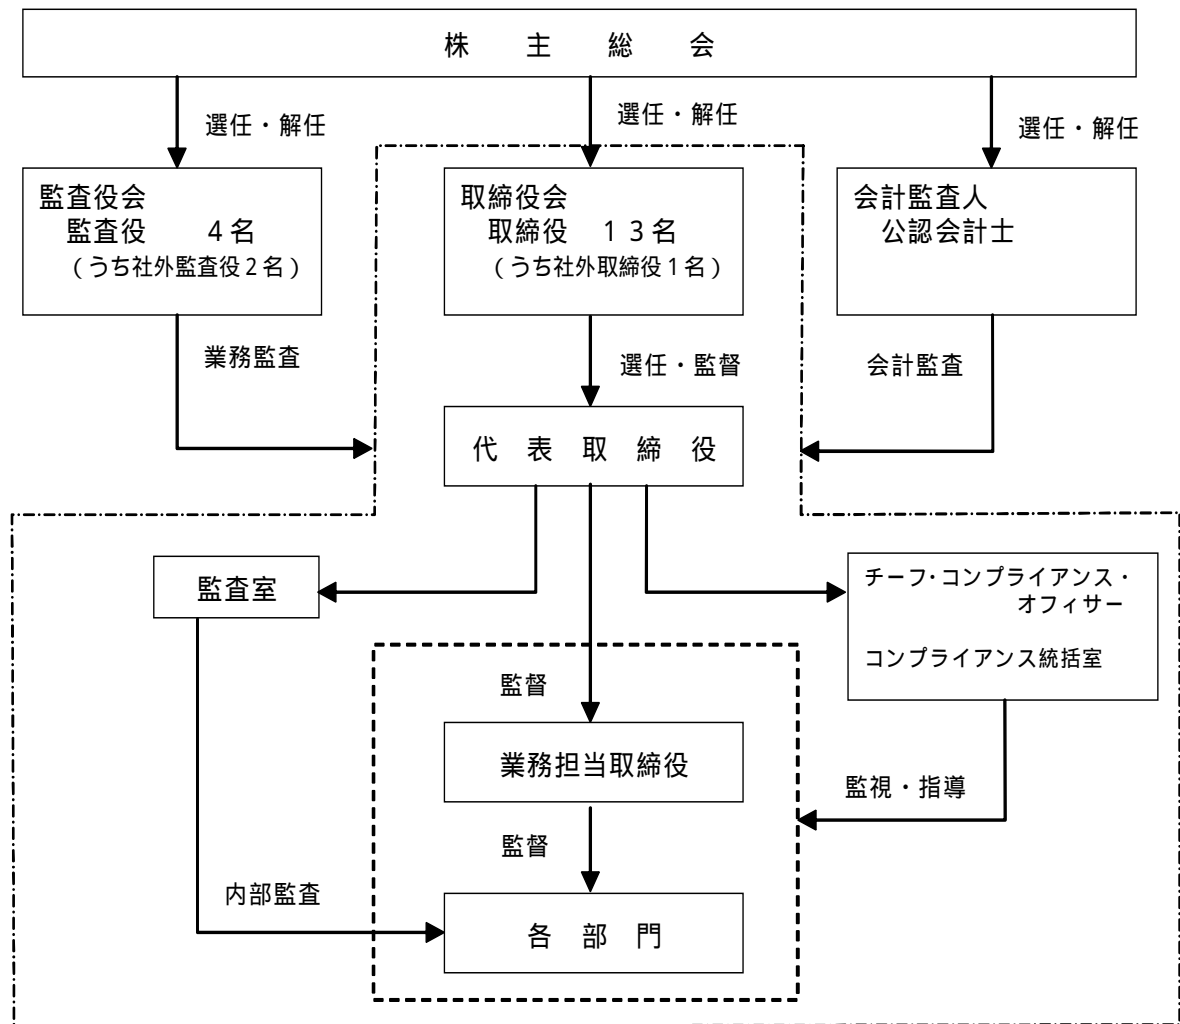 株　主　総　会
選任・解任
選任・解任
選任・解任
監査役会
監査役　４名
（うち社外監査役２名）
取締役会
取締役　１３名
（うち社外取締役１名）
会計監査人
公認会計士
業務監査
選任・監督
会計監査
代　表　取　締　役
監査室
チーフ・コンプライアンス・
オフィサー
コンプライアンス統括室
監督
業務担当取締役
監視・指導
監督
内部監査
各　部　門